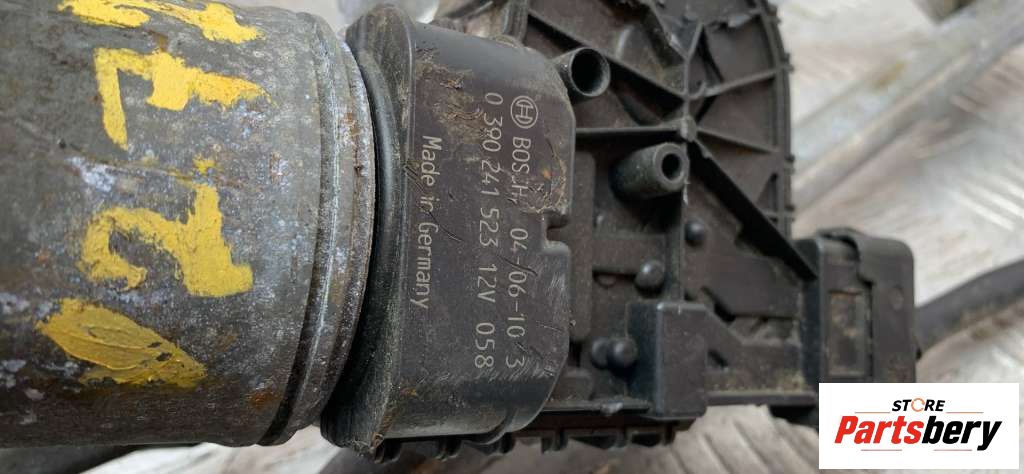 BOSCH 04-06-10 3
0 390 241 523 12V 058
Made in Germany
STORE
Partsbery